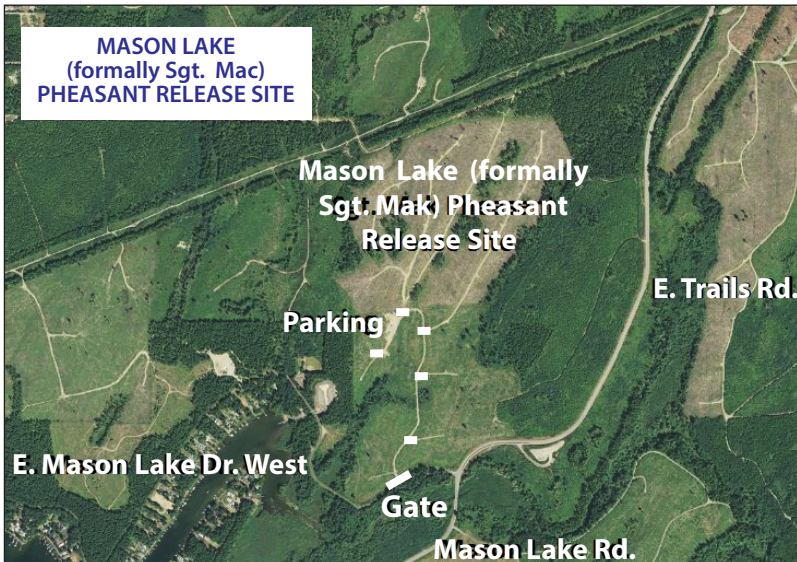 MASON LAKE
(formally Sgt. Mac)
PHEASANT RELEASE SITE
Mason Lake (formally
Sgt. Mak) Pheasant
Release Site
E. Trails Rd.
Parking
E. Mason Lake Dr. West
Gate
Mason Lake Rd.